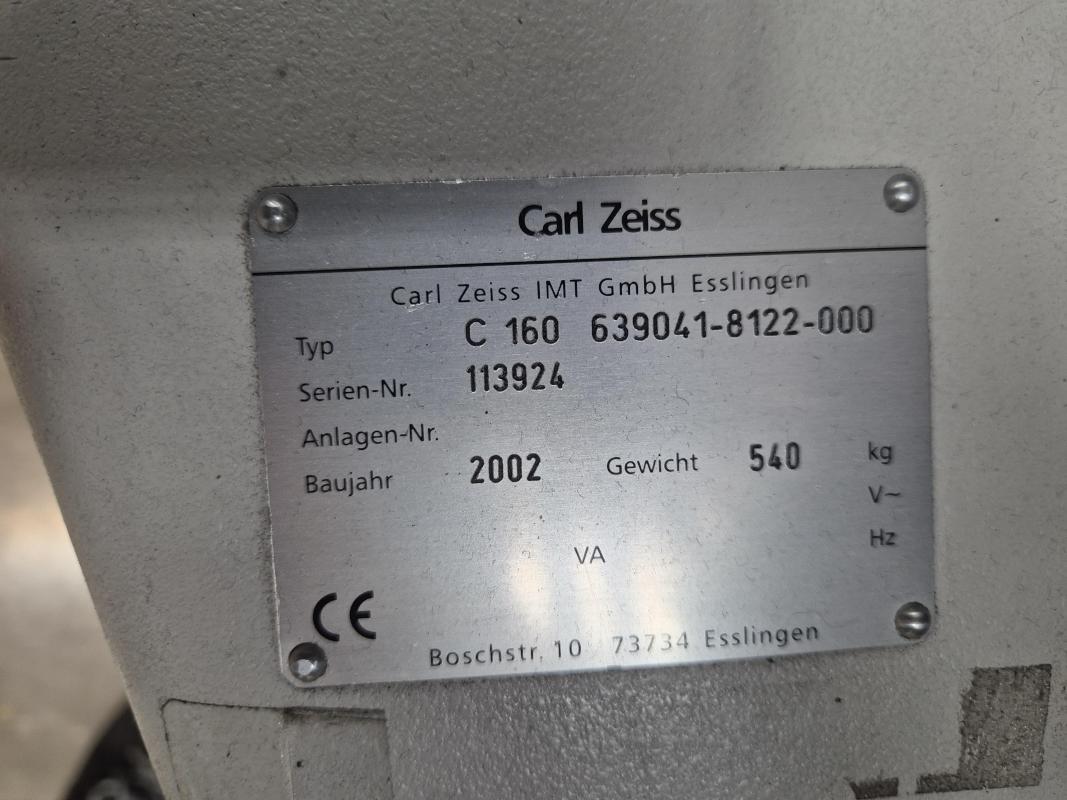 Carl Zeiss
Carl Zeiss IMT GmbH Esslingen
Typ C 160 639041-8122-000
Serien-Nr. 113924
Anlagen-Nr.
Baujahr 2002 Gewicht 540 kg
V~
Hz
VA
CE
Boschstr. 10 73734 Esslingen